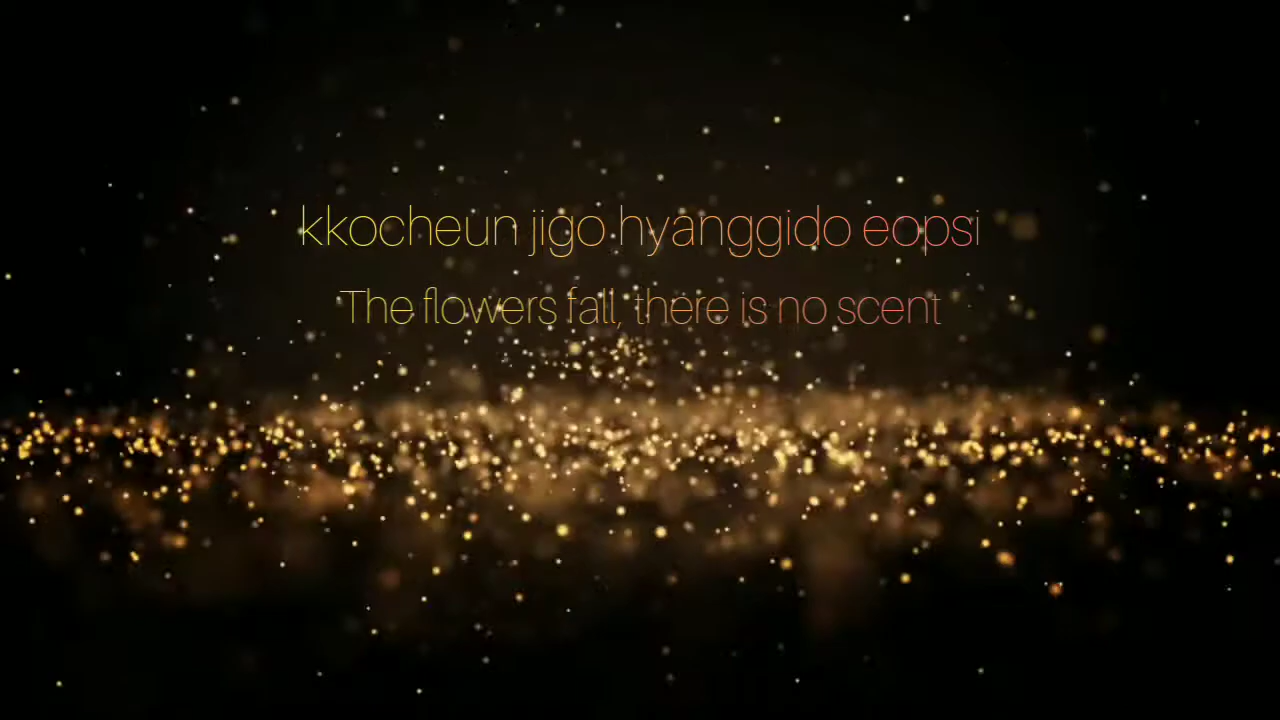 kkocheun jigo hyanggido eopsi
The flowers fall, there is no scent